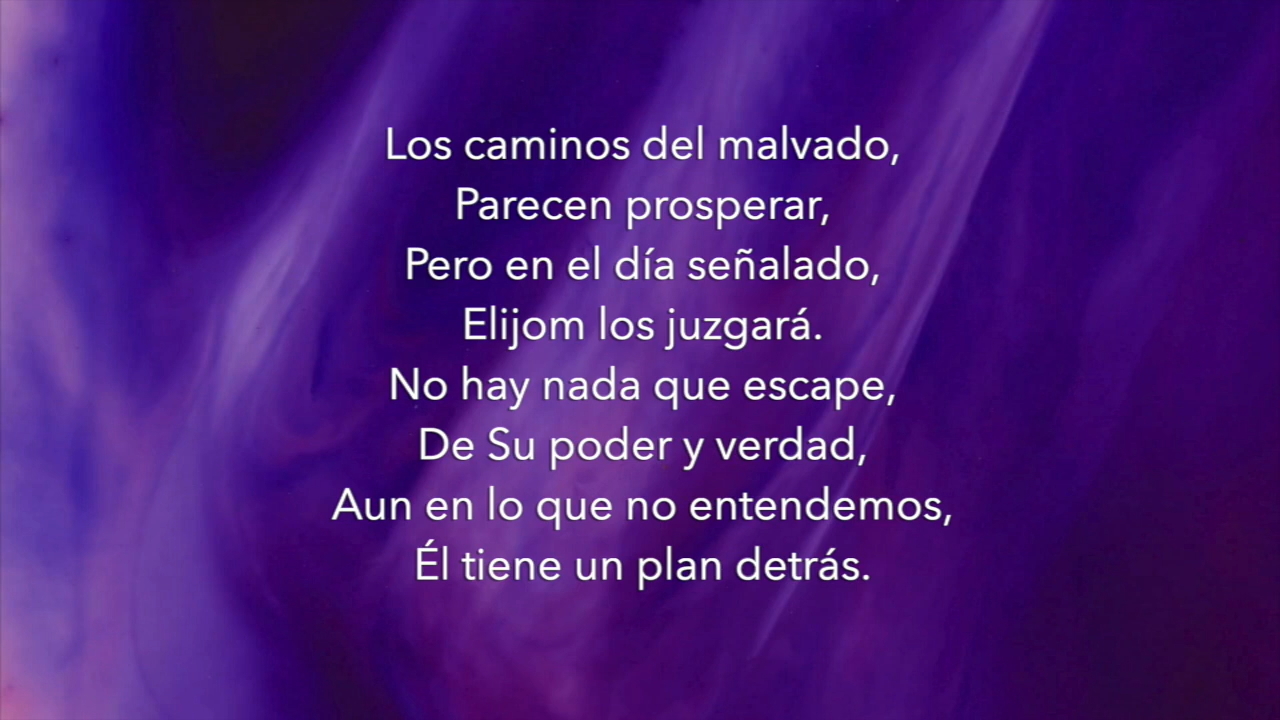 Los caminos del malvado,
Parecen prosperar,
Pero en el día señalado,
Elijom los juzgará.
No hay nada que escape,
De Su poder y verdad,
Aun en lo que no entendemos,
Él tiene un plan detrás.